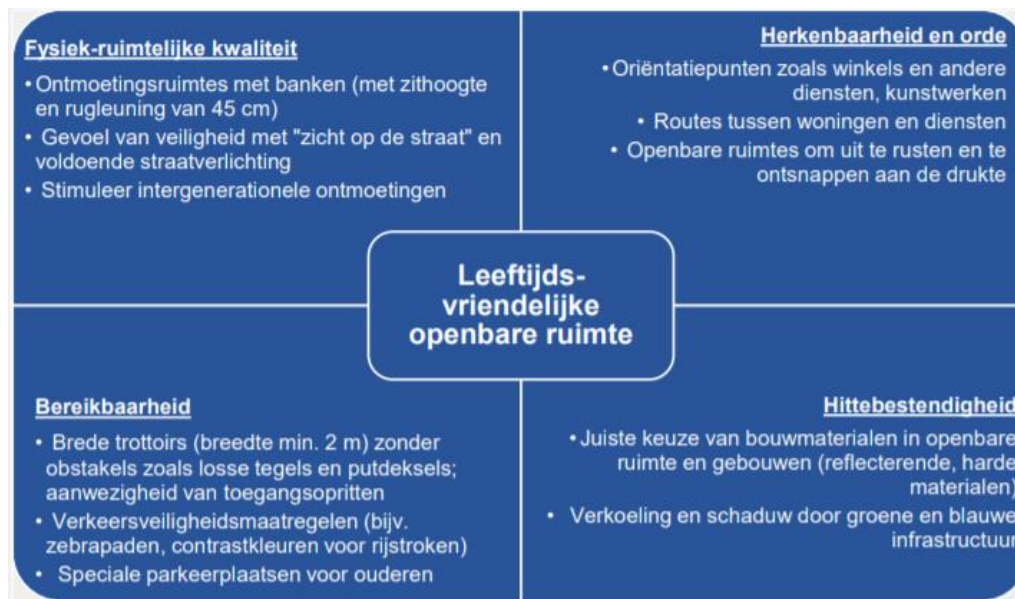 Fysiek-ruimtelijke kwaliteit
• Ontmoetingsruimtes met banken (met zithoogte
en rugleuning van 45 cm)
• Gevoel van veiligheid met "zicht op de straat" en
voldoende straatverlichting
• Stimuleer intergenerationele ontmoetingen
Herkenbaarheid en orde
• Oriëntatiepunten zoals winkels en andere
diensten, kunstwerken
• Routes tussen woningen en diensten
• Openbare ruimtes om uit te rusten en te
ontsnappen aan de drukte
Leeftijds-
vriendelijke
openbare ruimte
Bereikbaarheid
• Brede trottoirs (breedte min. 2 m) zonder
obstakels zoals losse tegels en putdeksels;
aanwezigheid van toegangsopritten
• Verkeersveiligheidsmaatregelen (bijv.
zebrapaden, contrastkleuren voor rijstroken)
• Speciale parkeerplaatsen voor ouderen
Hittebestendigheid
• Juiste keuze van bouwmaterialen in openbare
ruimte en gebouwen (reflecterende, harde
materialen)
• Verkoeling en schaduw door groene en blauwe
infrastructuur